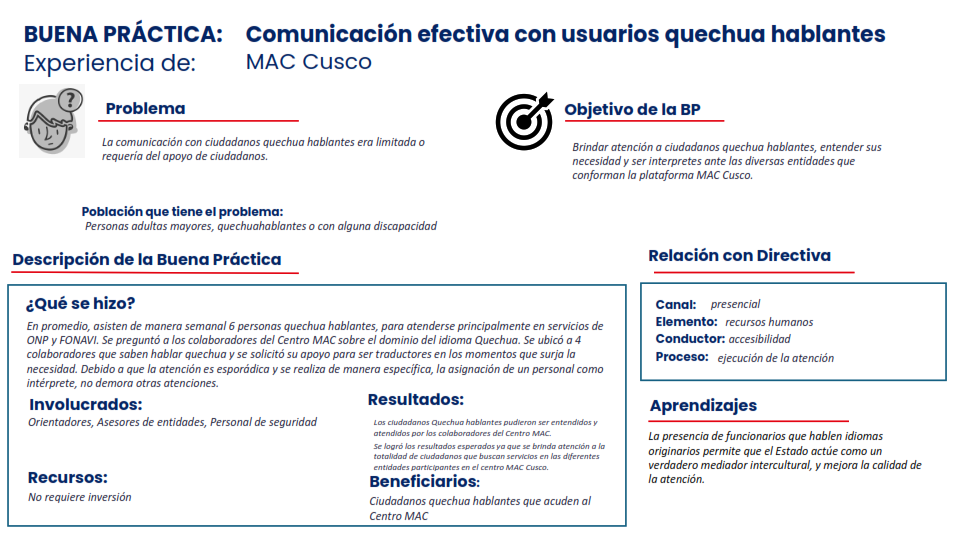 BUENA PRÁCTICA: Comunicación efectiva con usuarios quechua hablantes
Experiencia de: MAC Cusco
?
Problema
La comunicación con ciudadanos quechua hablantes era limitada o
requería del apoyo de ciudadanos.
Objetivo de la BP
Brindar atención a ciudadanos quechua hablantes, entender sus
necesidad y ser interpretes ante las diversas entidades que
conforman la plataforma MAC Cusco.
Población que tiene el problema:
Personas adultas mayores, quechuahablantes o con alguna discapacidad
Descripción de la Buena Práctica
¿Qué se hizo?
En promedio, asisten de manera semanal 6 personas quechua hablantes, para atenderse principalmente en servicios de
ONP y FONAVI. Se preguntó a los colaboradores del Centro MAC sobre el dominio del idioma Quechua. Se ubicó a 4
colaboradores que saben hablar quechua y se solicitó su apoyo para ser traductores en los momentos que surja la
necesidad. Debido a que la atención es esporádica y se realiza de manera específica, la asignación de un personal como
intérprete, no demora otras atenciones.
Involucrados:
Orientadores, Asesores de entidades, Personal de seguridad
Recursos:
No requiere inversión
Resultados:
Los ciudadanos Quechua hablantes pudieron ser entendidos y
atendidos por los colaboradores del Centro MAC.
Se logró los resultados esperados ya que se brinda atención a la
totalidad de ciudadanos que buscan servicios en las diferentes
entidades participantes en el centro MAC Cusco.
Beneficiarios:
Ciudadanos quechua hablantes que acuden al
Centro MAC
Relación con Directiva
Canal: presencial
Elemento: recursos humanos
Conductor: accesibilidad
Proceso: ejecución de la atención
Aprendizajes
La presencia de funcionarios que hablen idiomas
originarios permite que el Estado actúe como un
verdadero mediador intercultural, y mejora la calidad de
la atención.